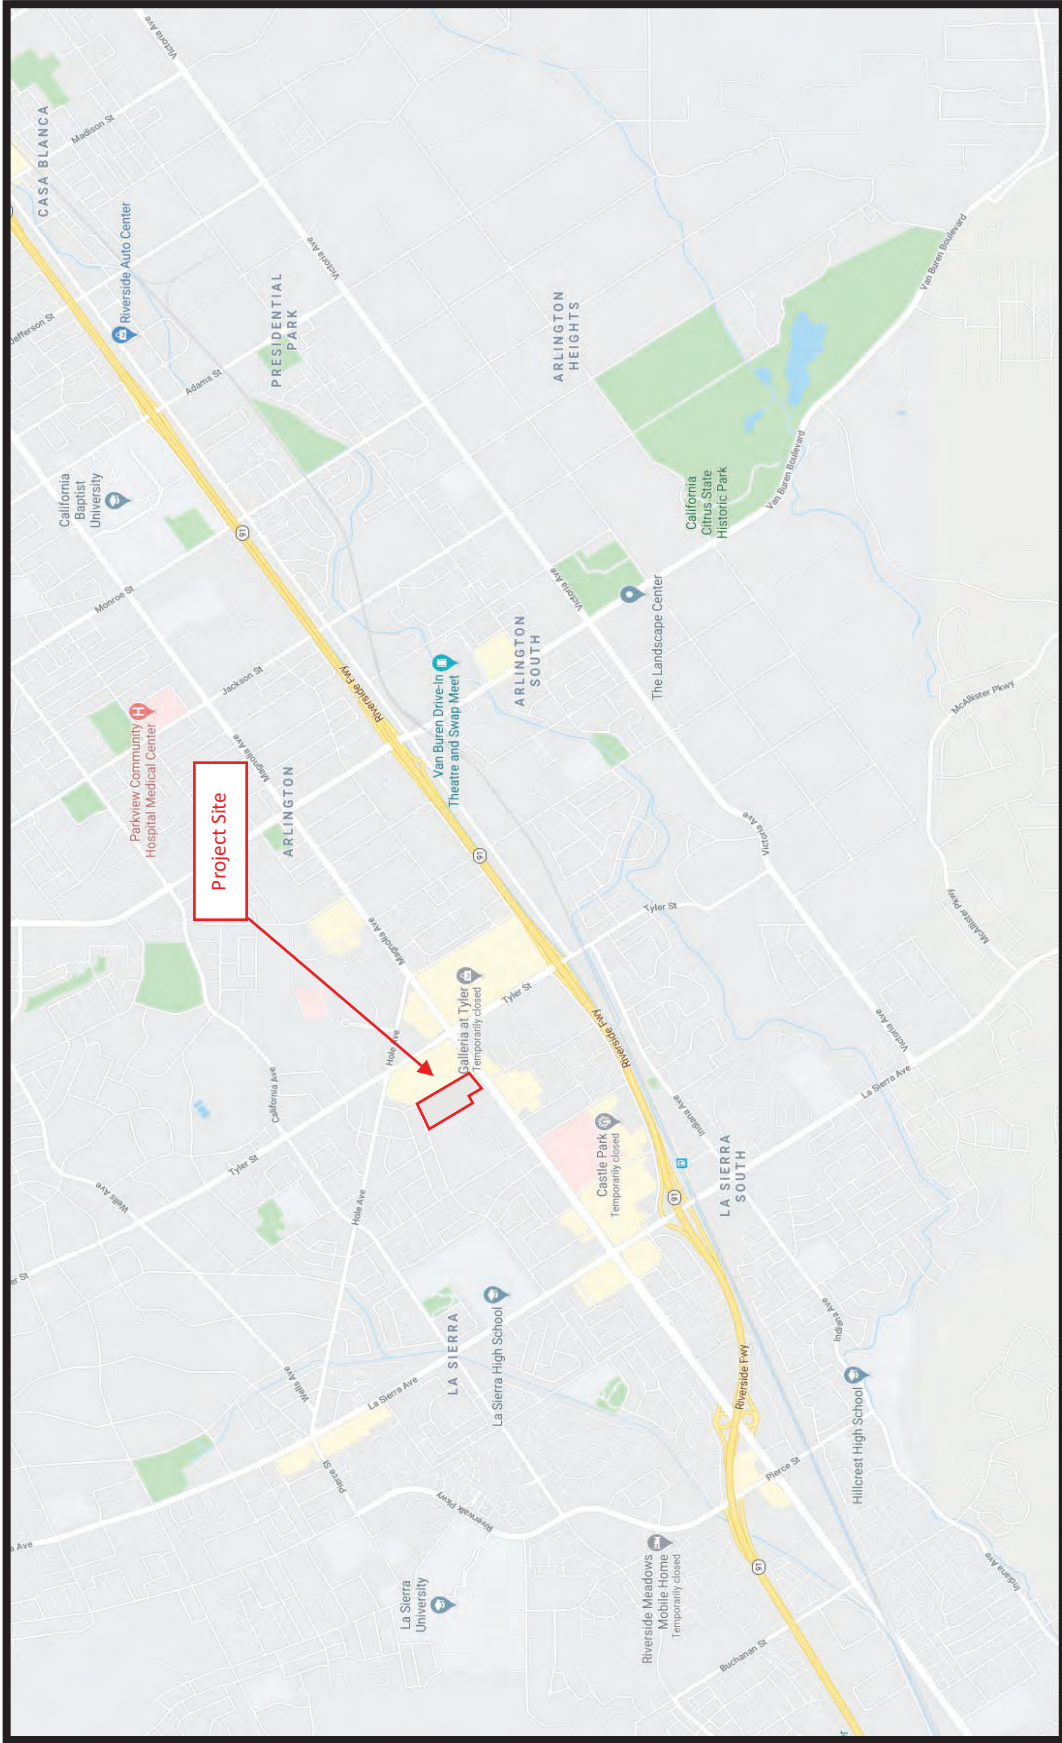 Victoria Ave
Madison St
CASA BLANCA
Riverside Auto Center
Jefferson St
Victoria Ave
PRESIDENTIAL
PARK
Adams St
ARLINGTON
HEIGHTS
Van Buren Boulevard
California
Baptist
University
91
Van Buren Boulevard
California
Citrus State
Historic Park
Monroe St
Victoria Ave
The Landscape Center
ARLINGTON
SOUTH
Jackson St
Riverside Fwy
Van Buren Drive-In
Theatre and Swap Meet
McAllister Pkwy
Parkview Community
Hospital Medical Center
Magnolia Ave
ARLINGTON
Project Site
91
Victoria Ave
Tyler St
McAllister Pkwy
Magnolia Ave
Galleria at Tyler
Temporarily closed
Tyler St
Hole Ave
Riverside Fwy
Victoria Ave
La Sierra Ave
California Ave
Indiana Ave
Tyler St
Castle Park
Temporarily closed
LA SIERRA
SOUTH
91
Wells Ave
Hole Ave
er St
LA SIERRA
La Sierra High School
Indiana Ave
Wells Ave
La Sierra Ave
Riverside Fwy
Hillcrest High School
Pierce St
Pierce St
Riverwalk Pkwy
a Ave
Riverside Meadows
Mobile Home
Temporarily closed
91
Indiana Ave
La Sierra
University
Buchanan St